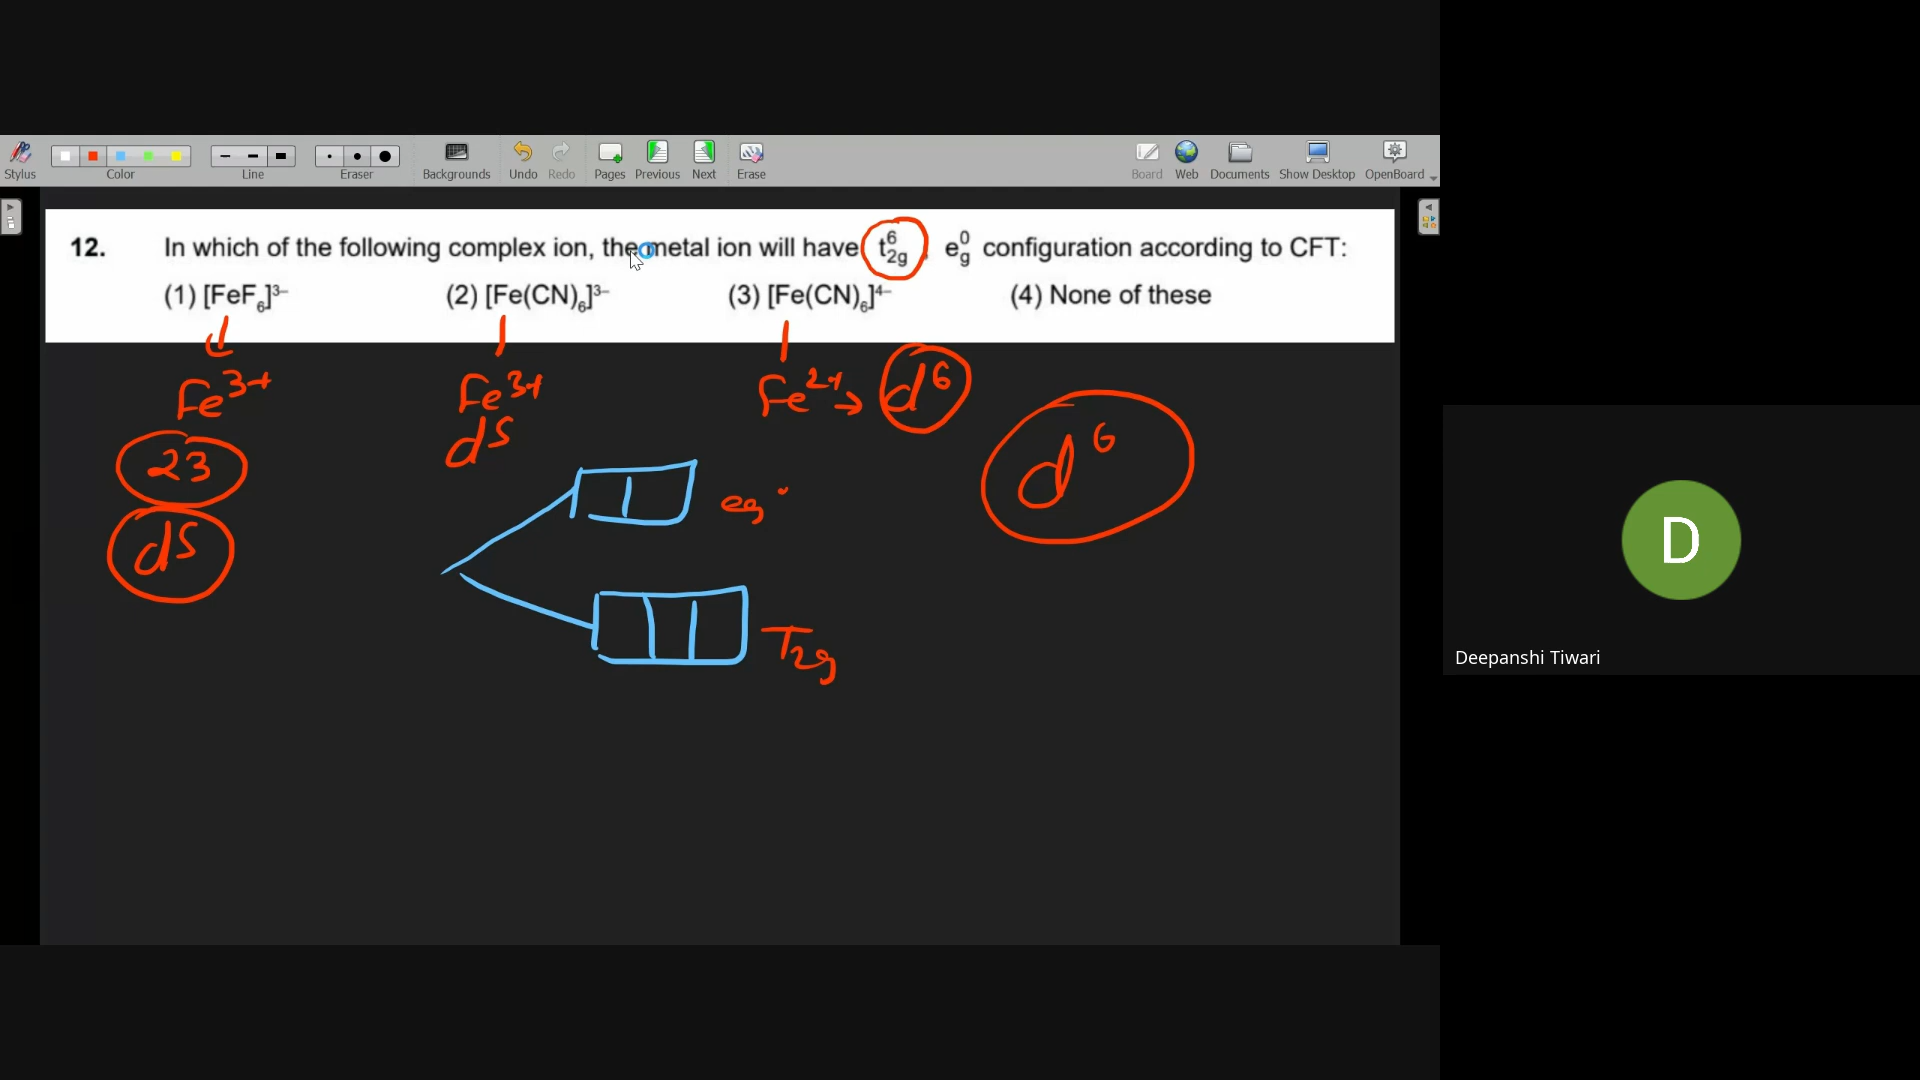 Stylus Color Line Eraser Backgrounds Undo Redo Pages Previous Next Erase Board Web Documents Show Desktop OpenBoard
12. In which of the following complex ion, the metal ion will have t₂g⁶, e_g⁰ configuration according to CFT:
(1) [FeF₆]³⁻ (2) [Fe(CN)₆]³⁻ (3) [Fe(CN)₆]⁴⁻ (4) None of these
Fe³⁺ Fe³⁺ Fe²⁺ → d⁶
d⁵ d⁶
23
eg°
d⁵
T₂g
D
Deepanshi Tiwari